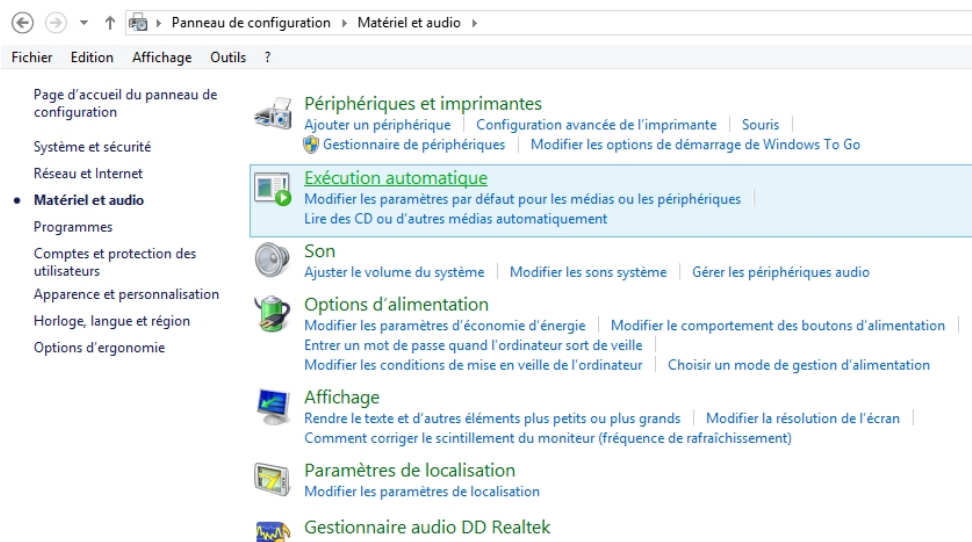 Panneau de configuration Matériel et audio
Fichier Edition Affichage Outils ?
Page d'accueil du panneau de
configuration
Système et sécurité
Réseau et Internet
Matériel et audio
Programmes
Comptes et protection des
utilisateurs
Apparence et personnalisation
Horloge, langue et région
Options d'ergonomie
Périphériques et imprimantes
Ajouter un périphérique Configuration avancée de l'imprimante Souris
Gestionnaire de périphériques Modifier les options de démarrage de Windows To Go
Exécution automatique
Modifier les paramètres par défaut pour les médias ou les périphériques
Lire des CD ou d'autres médias automatiquement
Son
Ajuster le volume du système Modifier les sons système Gérer les périphériques audio
Options d'alimentation
Modifier les paramètres d'économie d'énergie Modifier le comportement des boutons d'alimentation
Entrer un mot de passe quand l'ordinateur sort de veille
Modifier les conditions de mise en veille de l'ordinateur Choisir un mode de gestion d'alimentation
Affichage
Rendre le texte et d'autres éléments plus petits ou plus grands Modifier la résolution de l'écran
Comment corriger le scintillement du moniteur (fréquence de rafraîchissement)
Paramètres de localisation
Modifier les paramètres de localisation
Gestionnaire audio DD Realtek